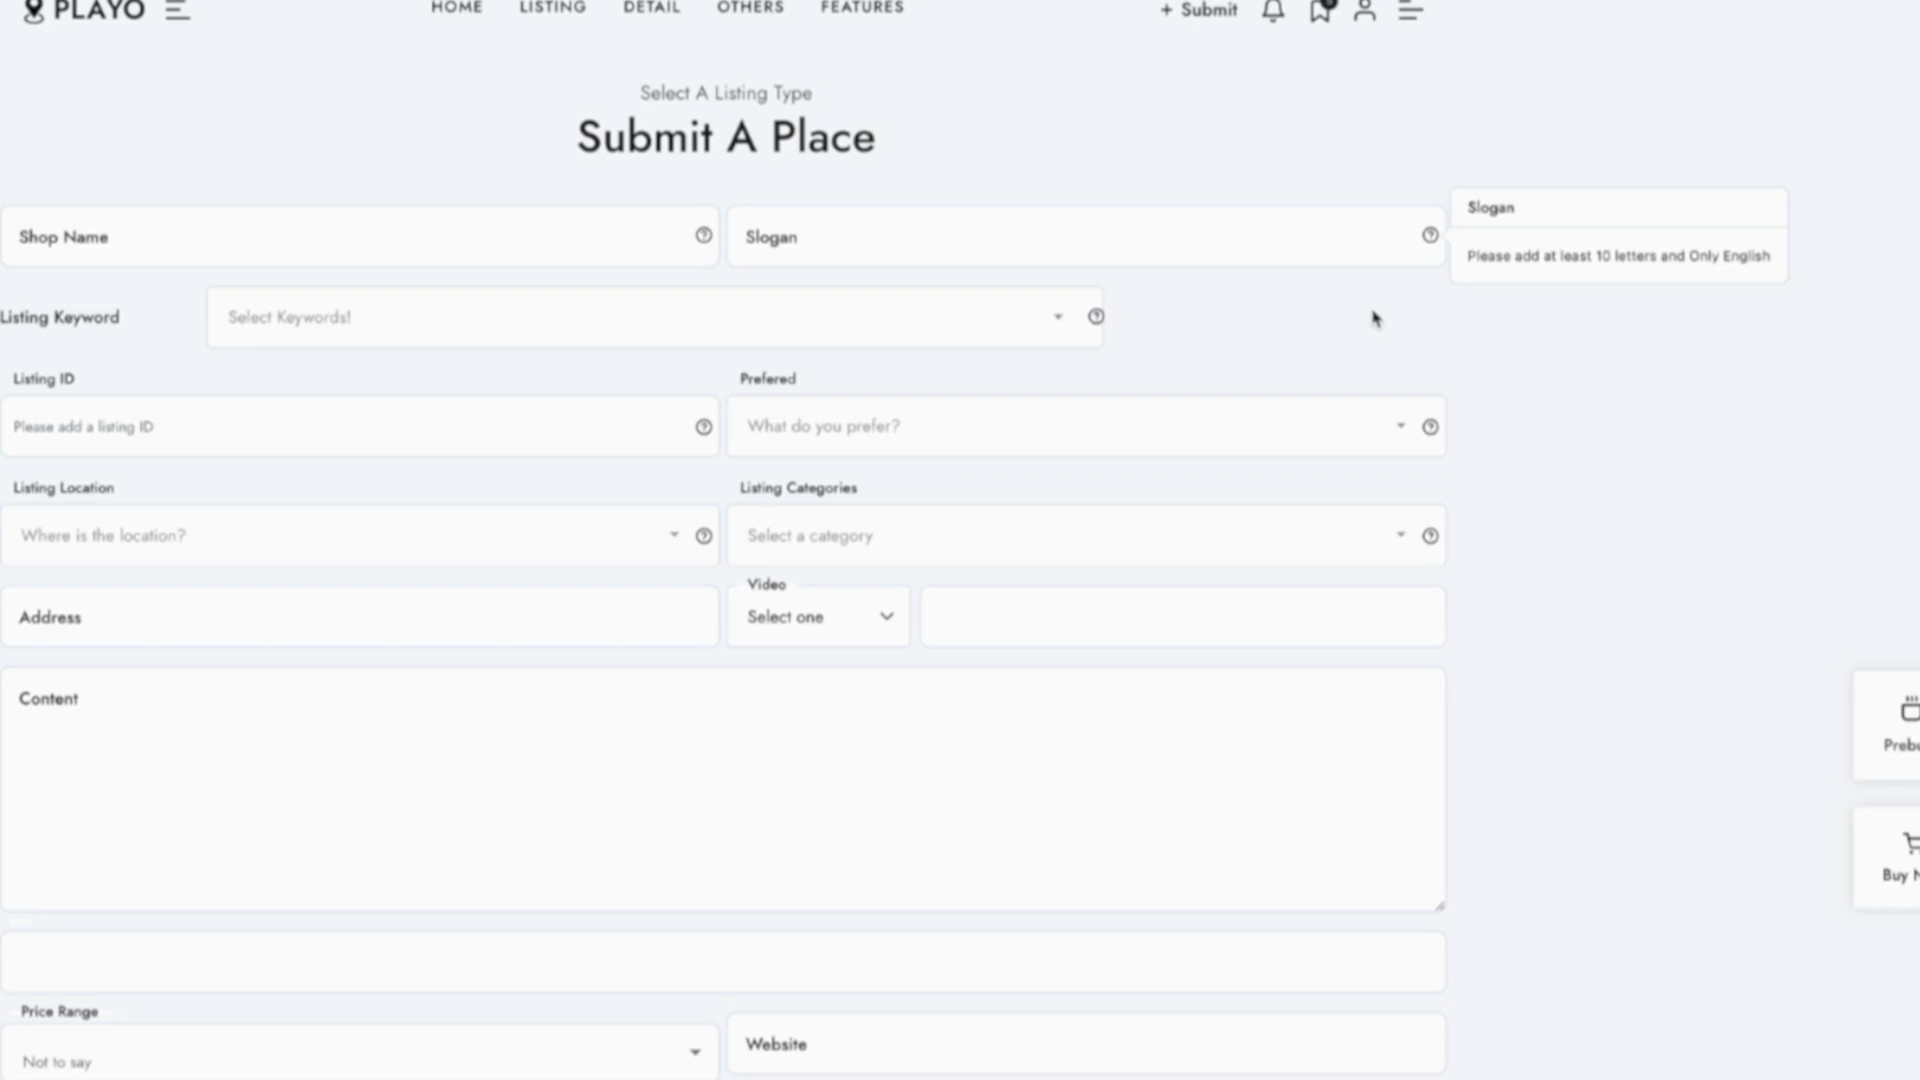 PLAYO
HOME LISTING DETAIL OTHERS FEATURES
+ Submit
Select A Listing Type
Submit A Place
Shop Name
Slogan
Slogan
Please add at least 10 letters and Only English
Listing Keyword
Select Keywords!
Listing ID
Prefered
Please add a listing ID
What do you prefer?
Listing Location
Listing Categories
Where is the location?
Select a category
Address
Video
Select one
Content
Prebu
Buy N
Price Range
Not to say
Website